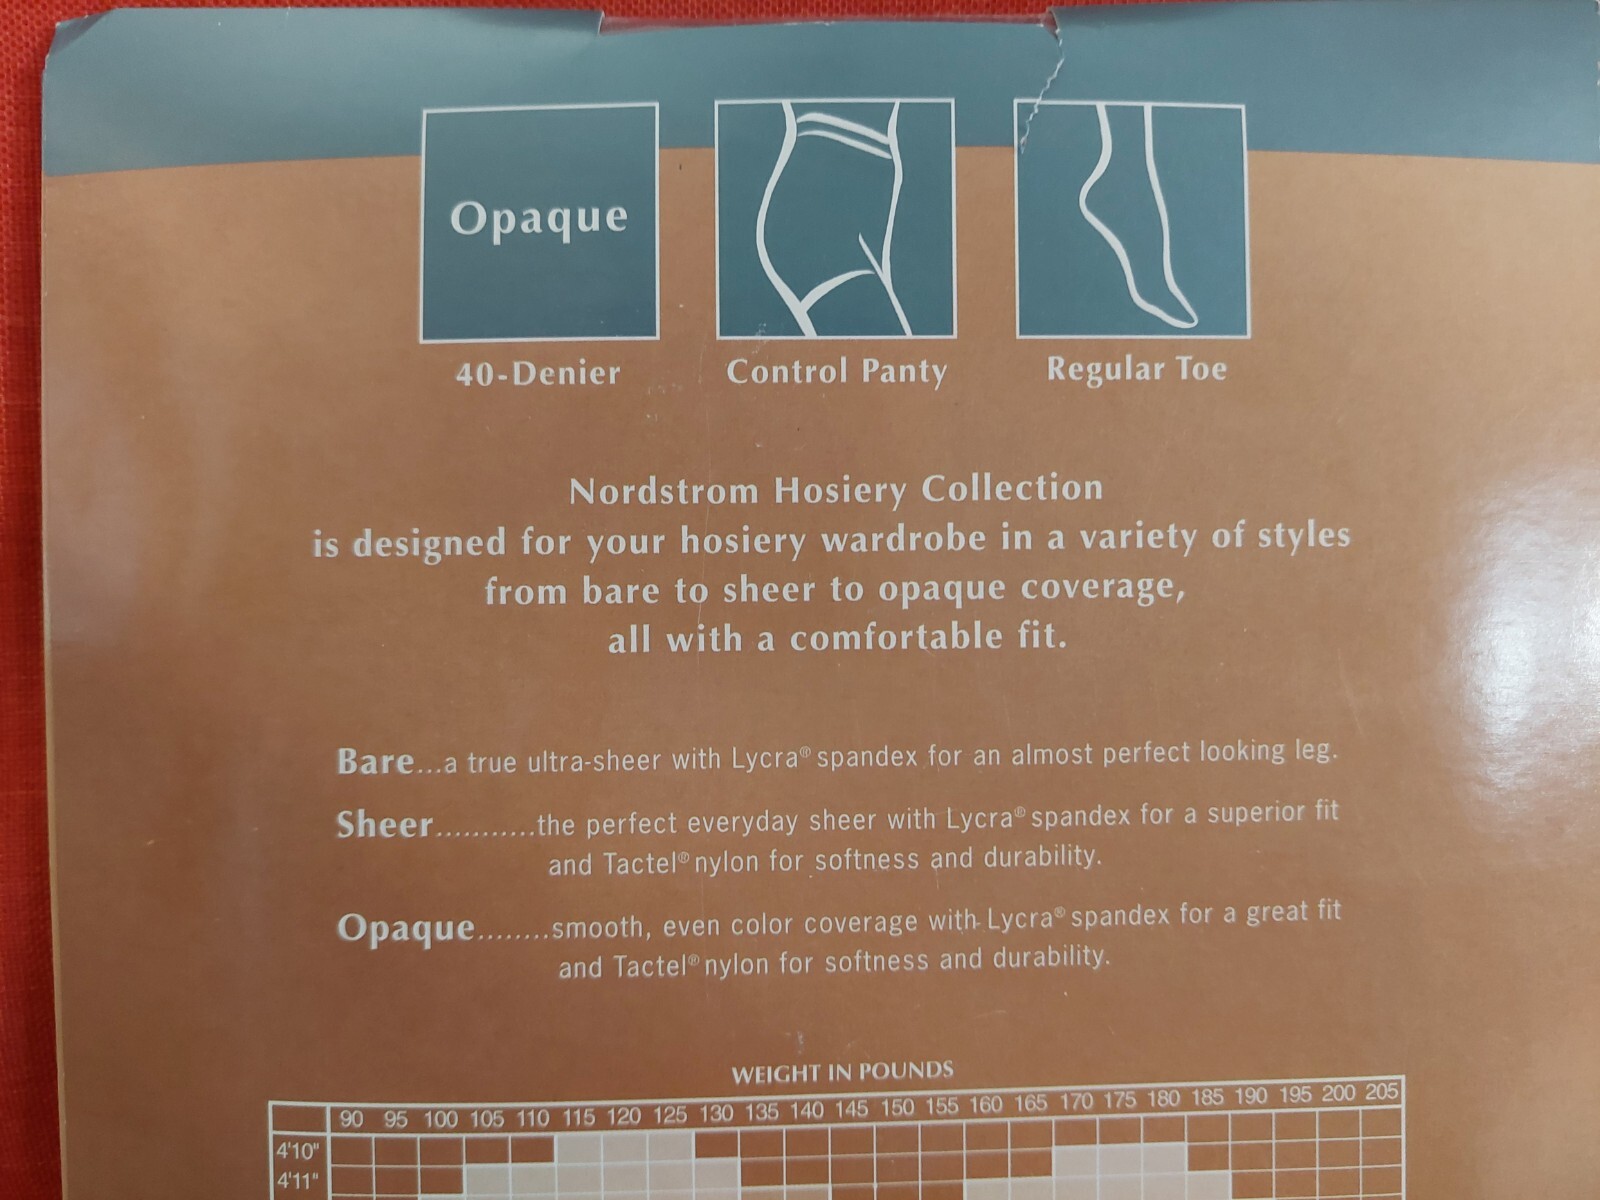 Opaque
40-Denier
Control Panty
Regular Toe
Nordstrom Hosiery Collection
is designed for your hosiery wardrobe in a variety of styles
from bare to sheer to opaque coverage,
all with a comfortable fit.
Bare...a true ultra-sheer with Lycra® spandex for an almost perfect looking leg.
Sheer...........the perfect everyday sheer with Lycra® spandex for a superior fit
and Tactel® nylon for softness and durability.
Opaque........smooth, even color coverage with Lycra® spandex for a great fit
and Tactel® nylon for softness and durability.
WEIGHT IN POUNDS
90 95 100 105 110 115 120 125 130 135 140 145 150 155 160 165 170 175 180 185 190 195 200 205
4'10"
4'11"